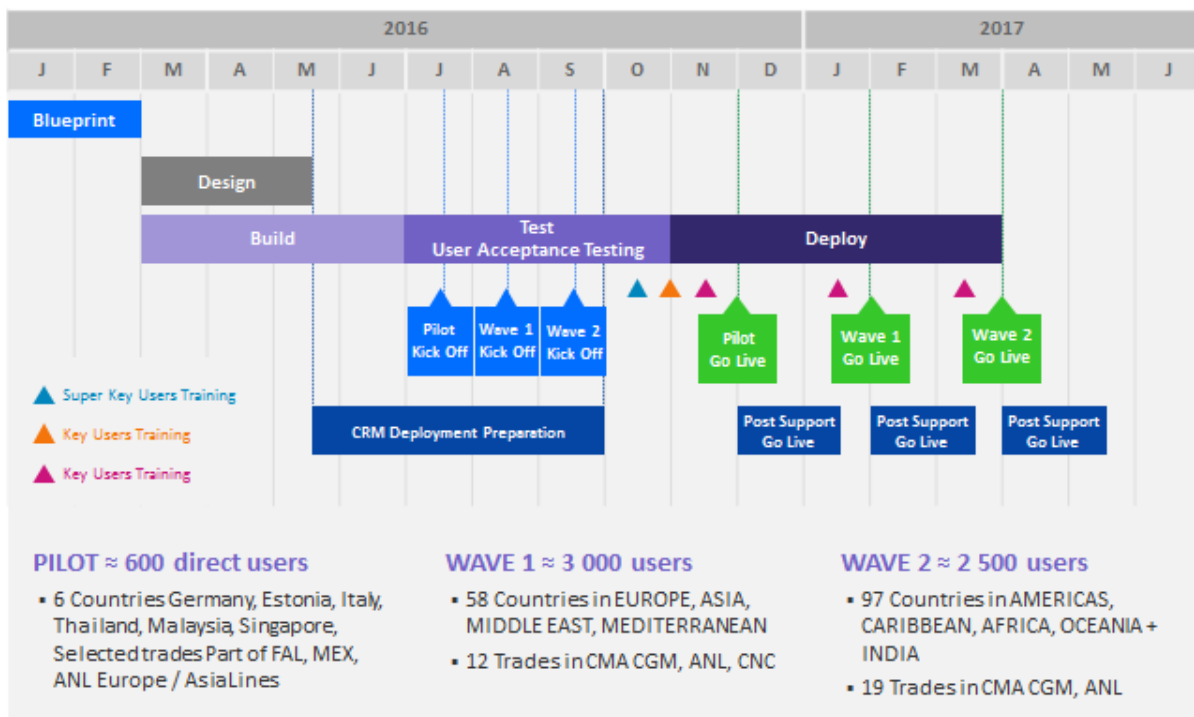 2016 2017
J F M A M J J A S O N D J F M A M J
Blueprint
Design
Build
Test
User Acceptance Testing
Deploy
Pilot
Kick Off
Wave 1
Kick Off
Wave 2
Kick Off
Pilot
Go Live
Wave 1
Go Live
Wave 2
Go Live
Super Key Users Training
Key Users Training
Key Users Training
CRM Deployment Preparation
Post Support
Go Live
Post Support
Go Live
Post Support
Go Live
PILOT ≈ 600 direct users
▪ 6 Countries Germany, Estonia, Italy,
Thailand, Malaysia, Singapore,
Selected trades Part of FAL, MEX,
ANL Europe / AsiaLines
WAVE 1 ≈ 3 000 users
▪ 58 Countries in EUROPE, ASIA,
MIDDLE EAST, MEDITERRANEAN
▪ 12 Trades in CMA CGM, ANL, CNC
WAVE 2 ≈ 2 500 users
▪ 97 Countries in AMERICAS,
CARIBBEAN, AFRICA, OCEANIA +
INDIA
▪ 19 Trades in CMA CGM, ANL